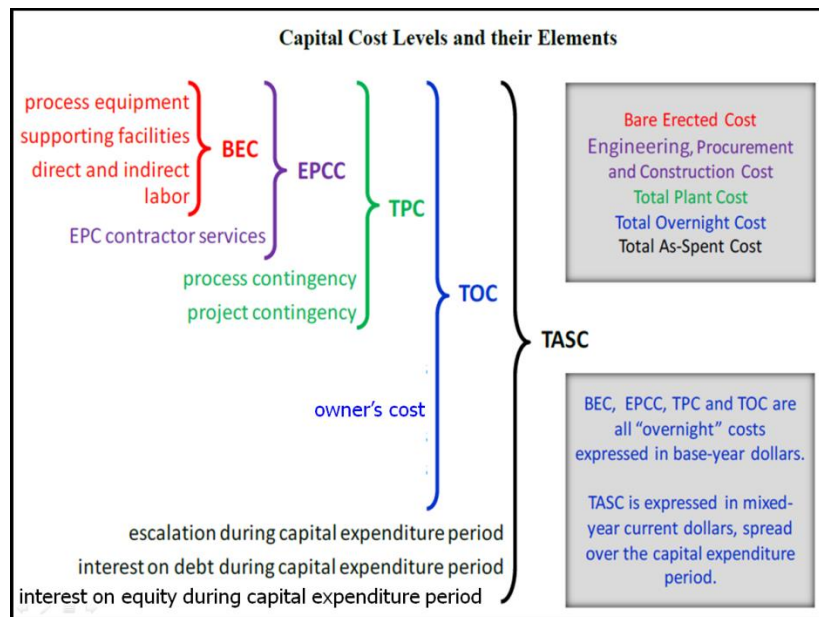 Capital Cost Levels and their Elements
process equipment
supporting facilities
direct and indirect
labor
BEC
EPC contractor services
EPCC
process contingency
project contingency
TPC
owner's cost
TOC
escalation during capital expenditure period
interest on debt during capital expenditure period
interest on equity during capital expenditure period
TASC
Bare Erected Cost
Engineering, Procurement
and Construction Cost
Total Plant Cost
Total Overnight Cost
Total As-Spent Cost
BEC, EPCC, TPC and TOC are
all “overnight” costs
expressed in base-year dollars.
TASC is expressed in mixed-
year current dollars, spread
over the capital expenditure
period.